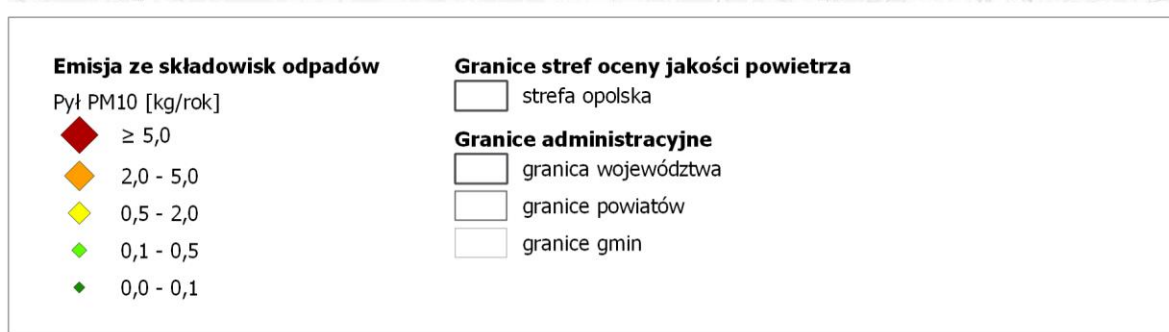 Emisja ze składowisk odpadów
Pył PM10 [kg/rok]
≥ 5,0
2,0 - 5,0
0,5 - 2,0
0,1 - 0,5
0,0 - 0,1
Granice stref oceny jakości powietrza
strefa opolska
Granice administracyjne
granica województwa
granice powiatów
granice gmin